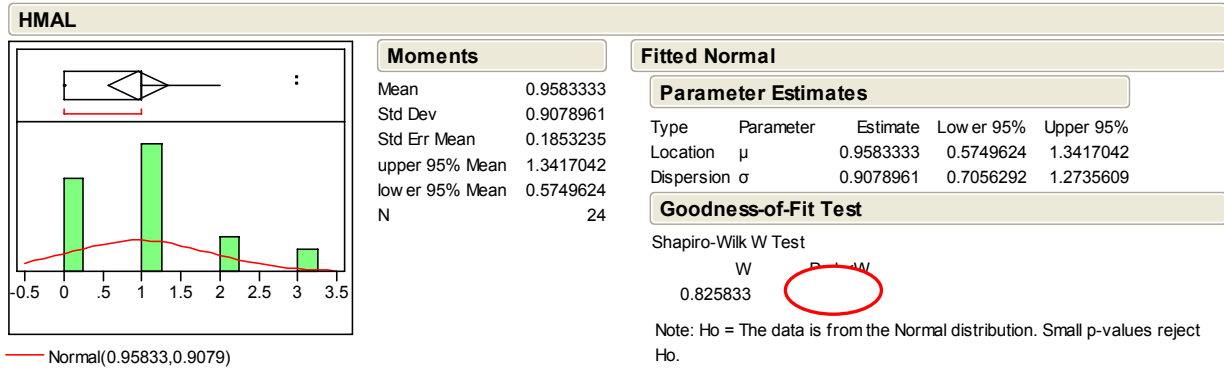 HMAL
-0.5 0 .5 1 1.5 2 2.5 3 3.5
Normal(0.95833,0.9079)
Moments
Mean 0.9583333
Std Dev 0.9078961
Std Err Mean 0.1853235
upper 95% Mean 1.3417042
lower 95% Mean 0.5749624
N 24
Fitted Normal
Parameter Estimates
Type Parameter Estimate Lower 95% Upper 95%
Location μ 0.9583333 0.5749624 1.3417042
Dispersion σ 0.9078961 0.7056292 1.2735609
Goodness-of-Fit Test
Shapiro-Wilk W Test
W
0.825833
Note: Ho = The data is from the Normal distribution. Small p-values reject
Ho.